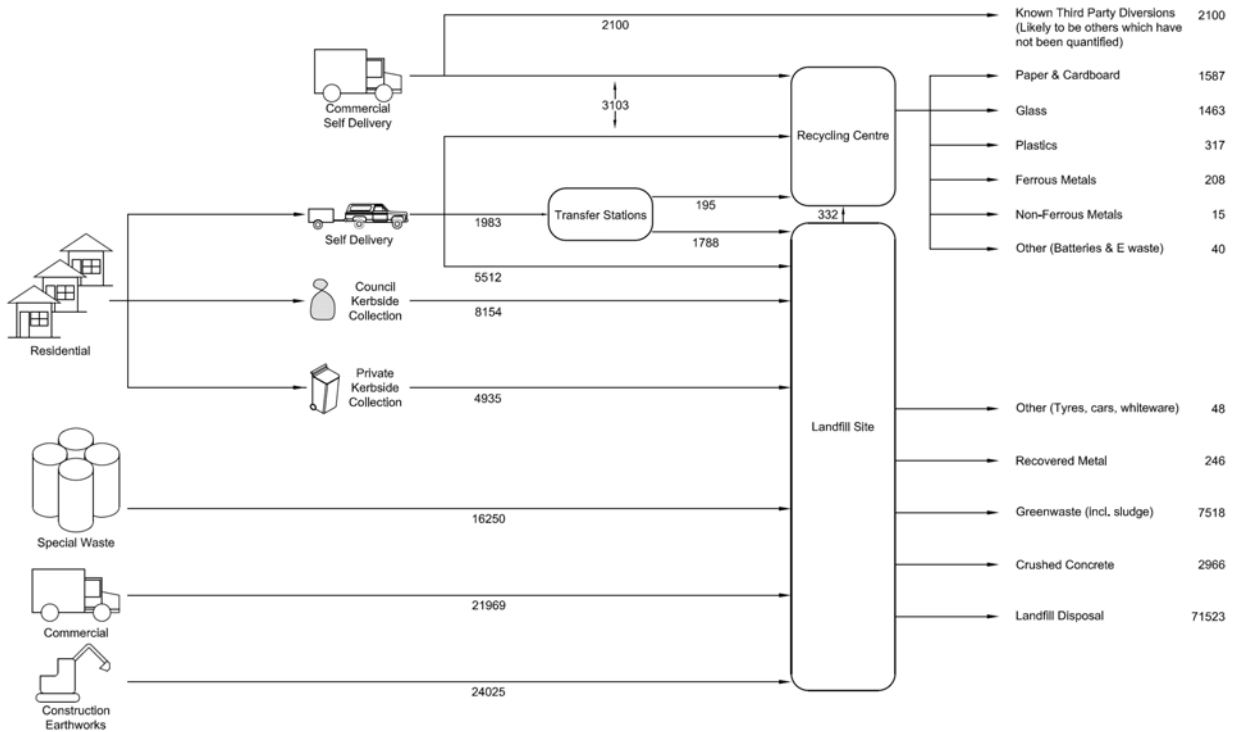 Known Third Party Diversions 2100
(Likely to be others which have
not been quantified)
2100
Commercial
Self Delivery
Paper & Cardboard 1587
3103
Glass 1463
Recycling Centre
Plastics 317
Ferrous Metals 208
Transfer Stations
195
Non-Ferrous Metals 15
332
1983
Self Delivery
1788
Other (Batteries & E waste) 40
5512
Council
Kerbside
Collection
8154
Residential
Private
Kerbside
Collection
4935
Other (Tyres, cars, whiteware) 48
Landfill Site
Recovered Metal 246
Greenwaste (incl. sludge) 7518
16250
Special Waste
Crushed Concrete 2966
21969
Landfill Disposal 71523
Commercial
24025
Construction
Earthworks